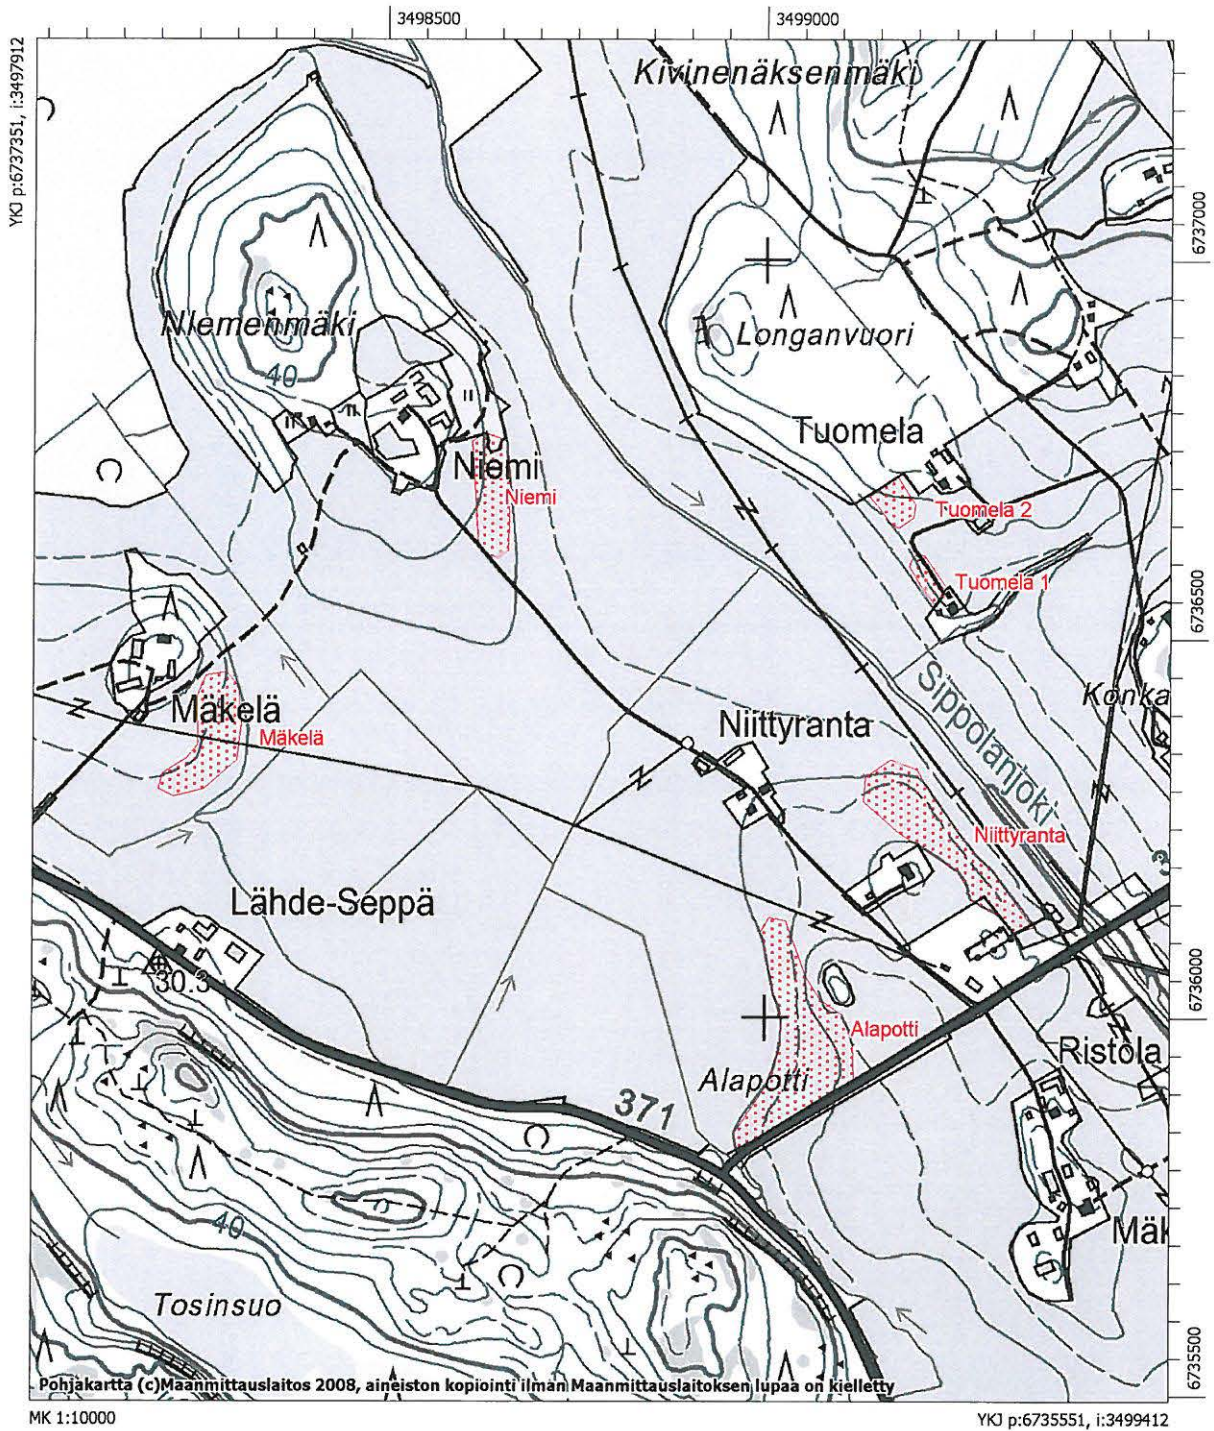 3498500
3499000
YKJ p:6737351, i:3497912
Kivinenäksenmäki
6737000
Niemenmäki
Longanvuori
40
Tuomela
Niemi
Niemi
Tuomela 2
Tuomela 1
6736500
Sippolanjoki
Konka
Mäkelä
Mäkelä
Niittyranta
Niittyranta
Lähde-Seppä
30.3
6736000
Alapotti
Ristola
Alapotti
371
40
Mäk
Tosinsuo
6735500
Pohjakartta (c)Maanmittauslaitos 2008, aineiston kopiointi ilman Maanmittauslaitoksen lupaa on kielletty
MK 1:10000
YKJ p:6735551, i:3499412